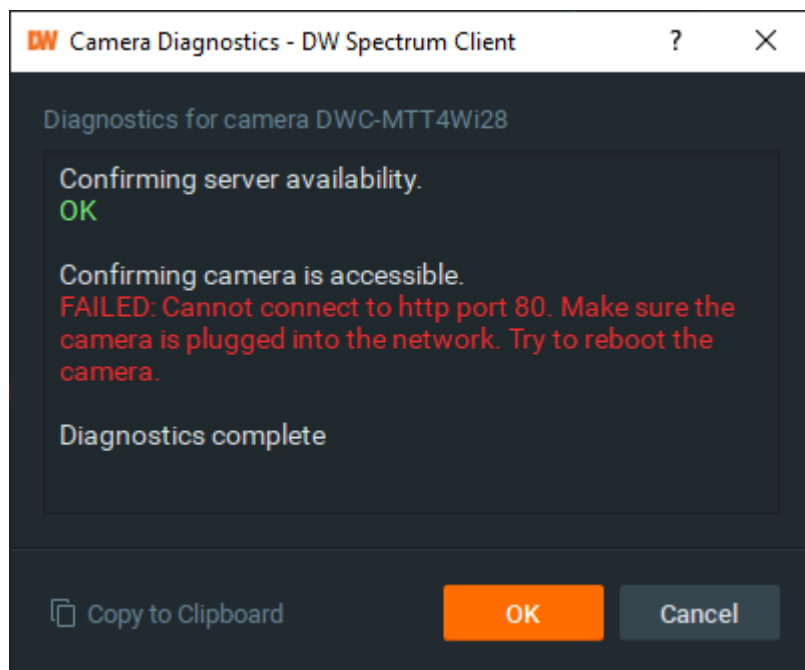 DW Camera Diagnostics - DW Spectrum Client ?
Diagnostics for camera DWC-MTT4Wi28
Confirming server availability.
OK
Confirming camera is accessible.
FAILED: Cannot connect to http port 80. Make sure the
camera is plugged into the network. Try to reboot the
camera.
Diagnostics complete
Copy to Clipboard OK Cancel